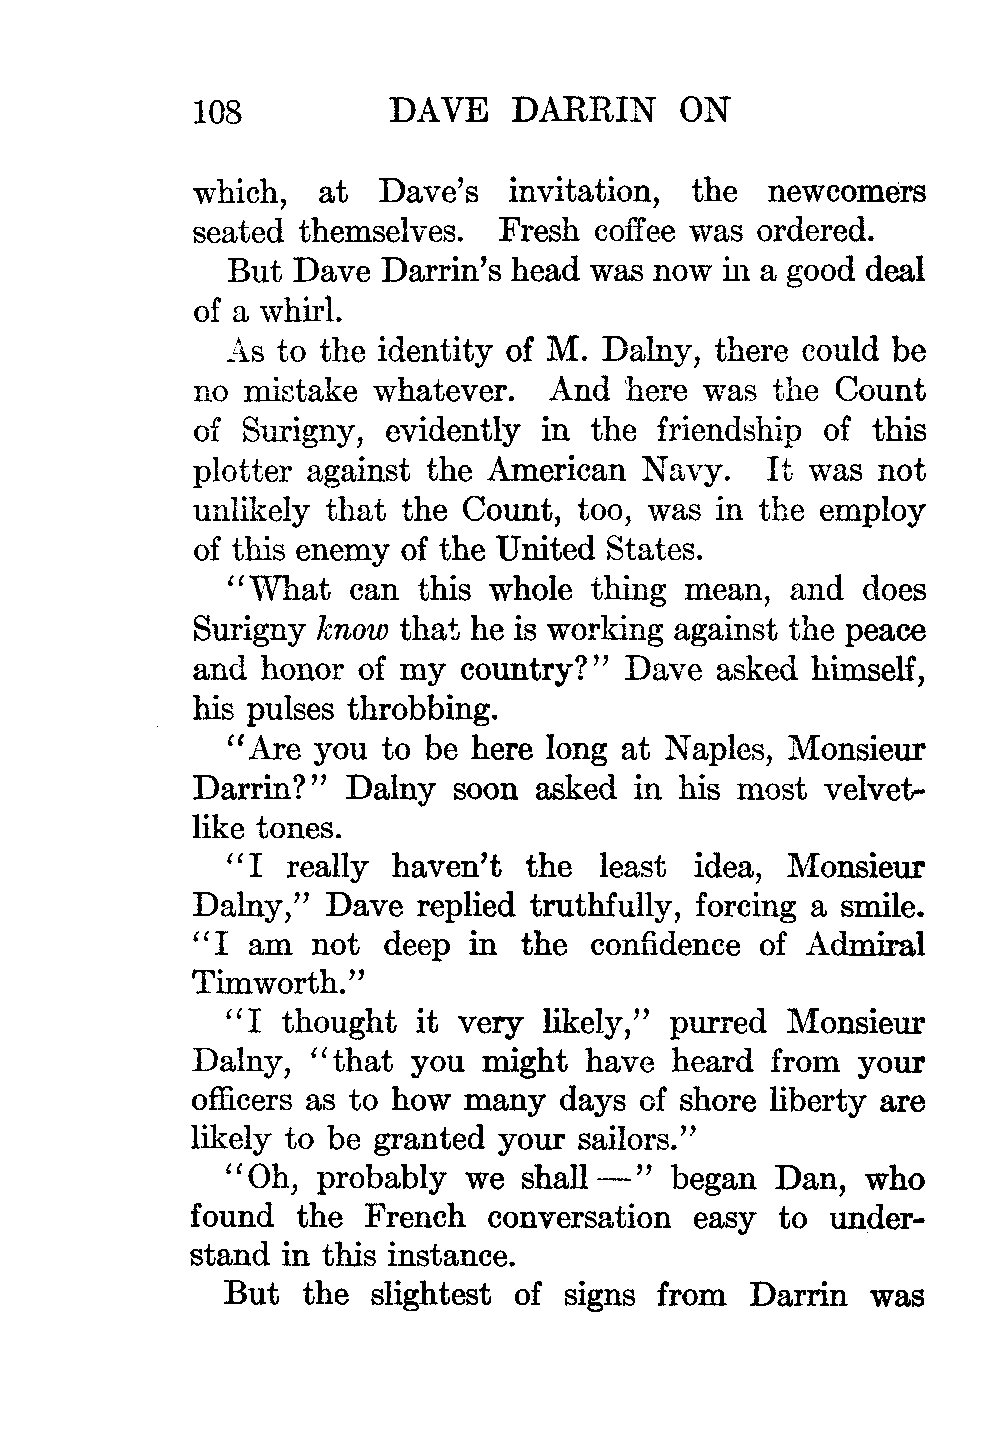 108 DAVE DARRIN ON
which, at Dave's invitation, the newcomers
seated themselves. Fresh coffee was ordered.
But Dave Darrin's head was now in a good deal
of a whirl.
As to the identity of M. Dalny, there could be
no mistake whatever. And here was the Count
of Surigny, evidently in the friendship of this
plotter against the American Navy. It was not
unlikely that the Count, too, was in the employ
of this enemy of the United States.
"What can this whole thing mean, and does
Surigny know that he is working against the peace
and honor of my country?" Dave asked himself,
his pulses throbbing.
"Are you to be here long at Naples, Monsieur
Darrin?" Dalny soon asked in his most velvet-
like tones.
"I really haven't the least idea, Monsieur
Dalny," Dave replied truthfully, forcing a smile.
"I am not deep in the confidence of Admiral
Timworth."
"I thought it very likely," purred Monsieur
Dalny, "that you might have heard from your
officers as to how many days of shore liberty are
likely to be granted your sailors."
"Oh, probably we shall—" began Dan, who
found the French conversation easy to under-
stand in this instance.
But the slightest of signs from Darrin was